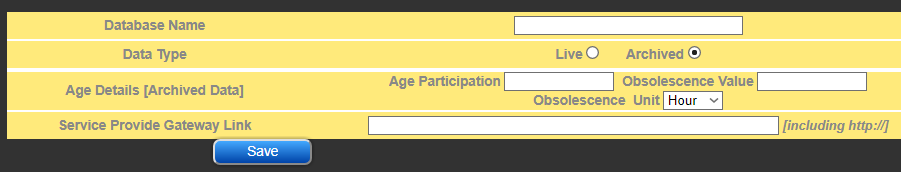 Database Name
Data Type Live Archived
Age Details [Archived Data] Age Participation Obsolescence Value
Obsolescence Unit Hour
Service Provide Gateway Link [including http://]
Save